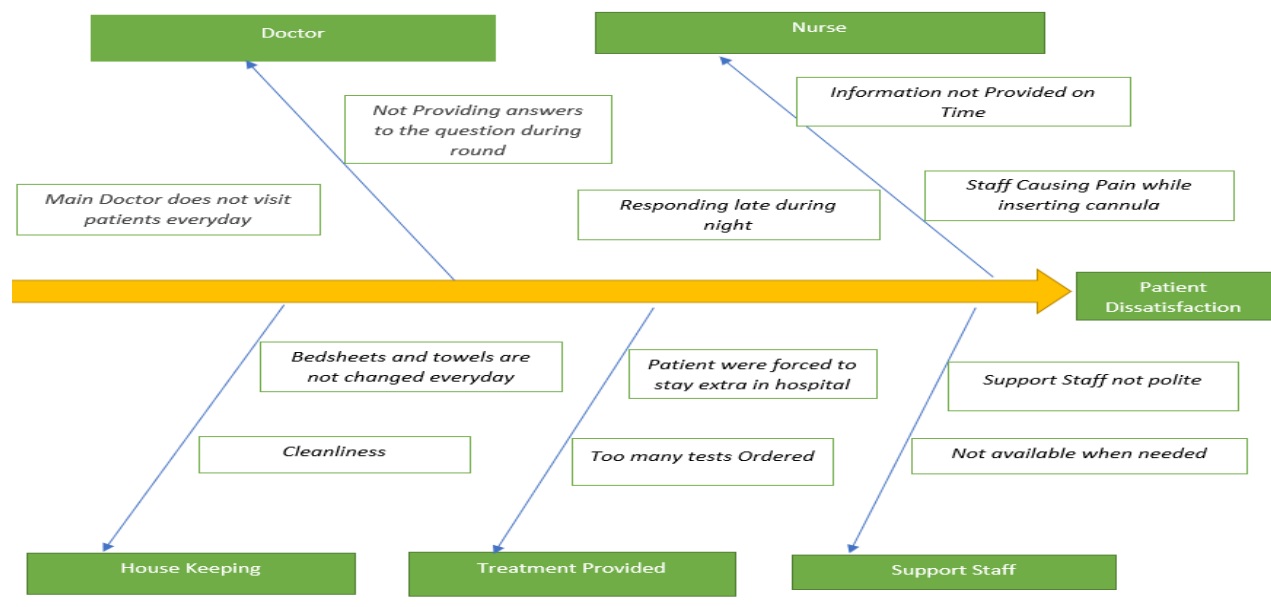 Doctor
Nurse
Not Providing answers
to the question during
round
Information not Provided on
Time
Main Doctor does not visit
patients everyday
Responding late during
night
Staff Causing Pain while
inserting cannula
Patient
Dissatisfaction
Bedsheets and towels are
not changed everyday
Patient were forced to
stay extra in hospital
Support Staff not polite
Cleanliness
Too many tests Ordered
Not available when needed
House Keeping
Treatment Provided
Support Staff